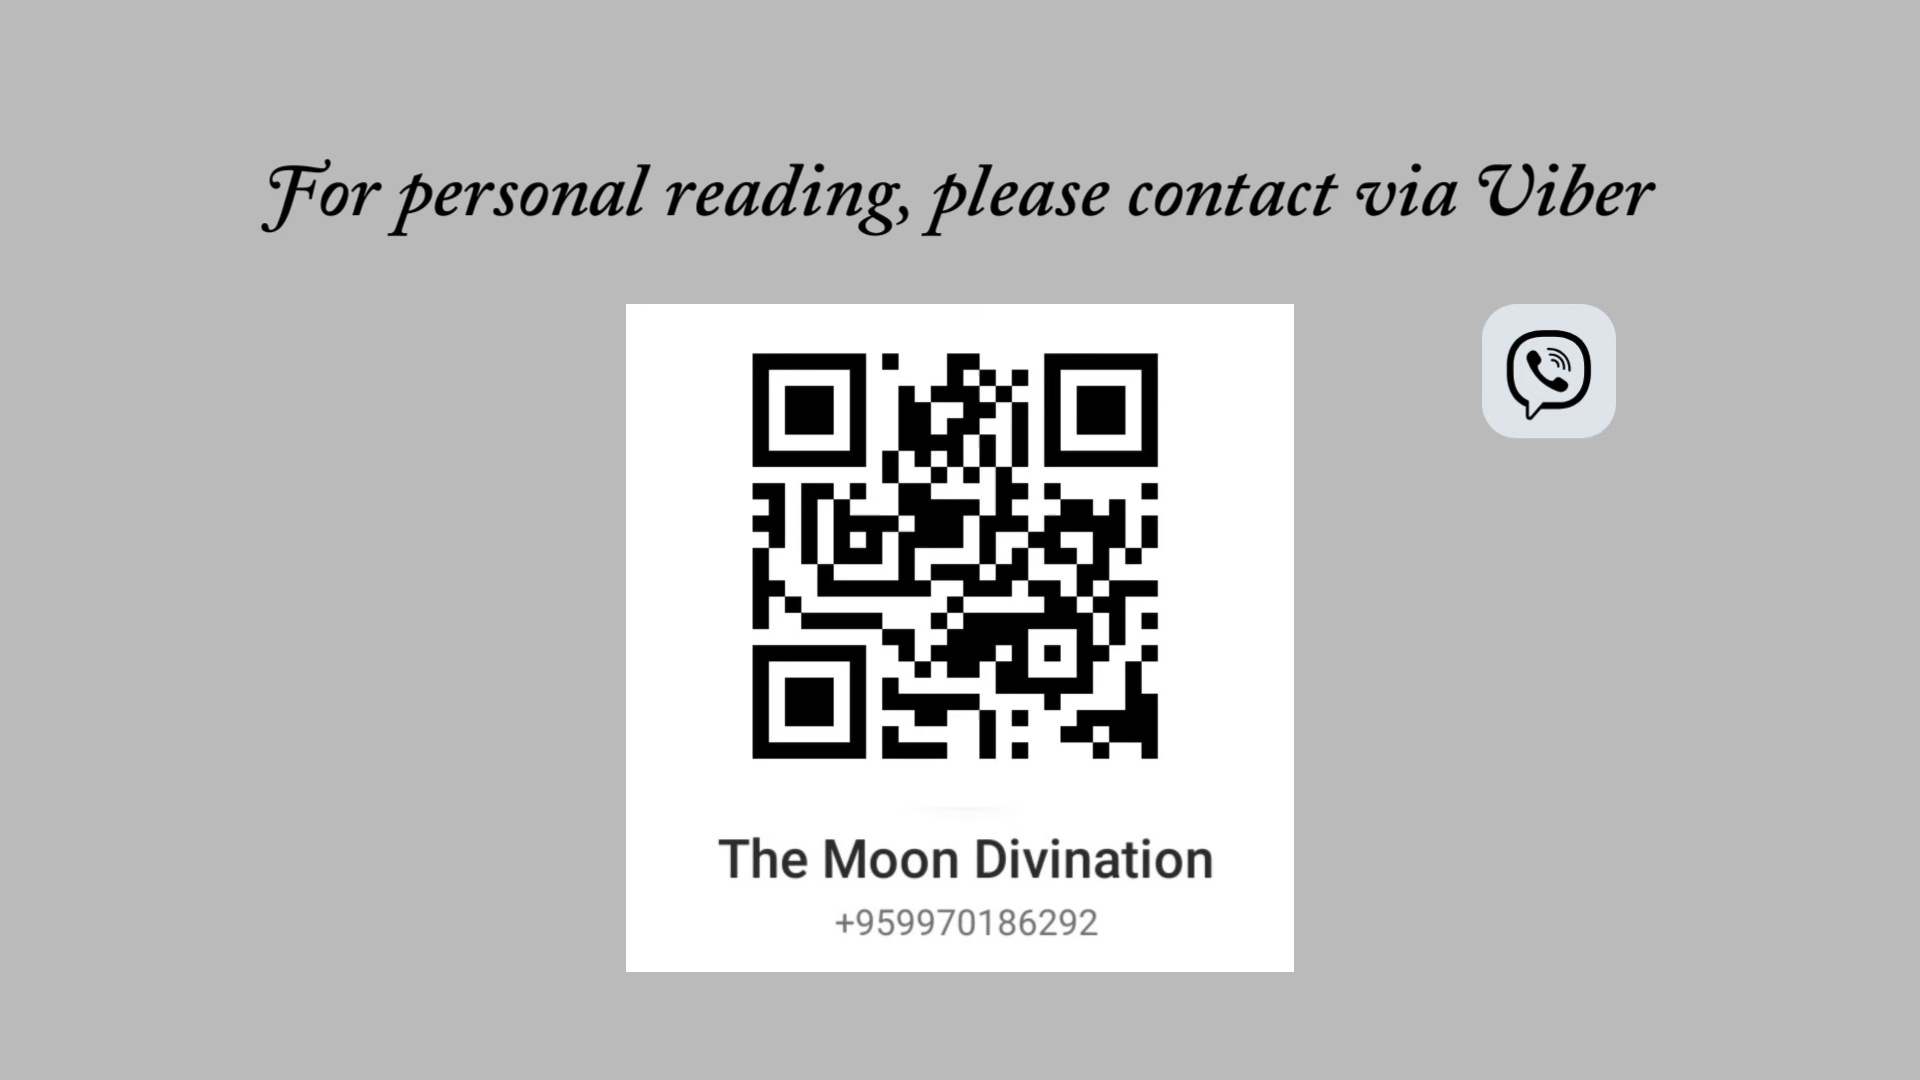 For personal reading, please contact via Viber
The Moon Divination
+959970186292